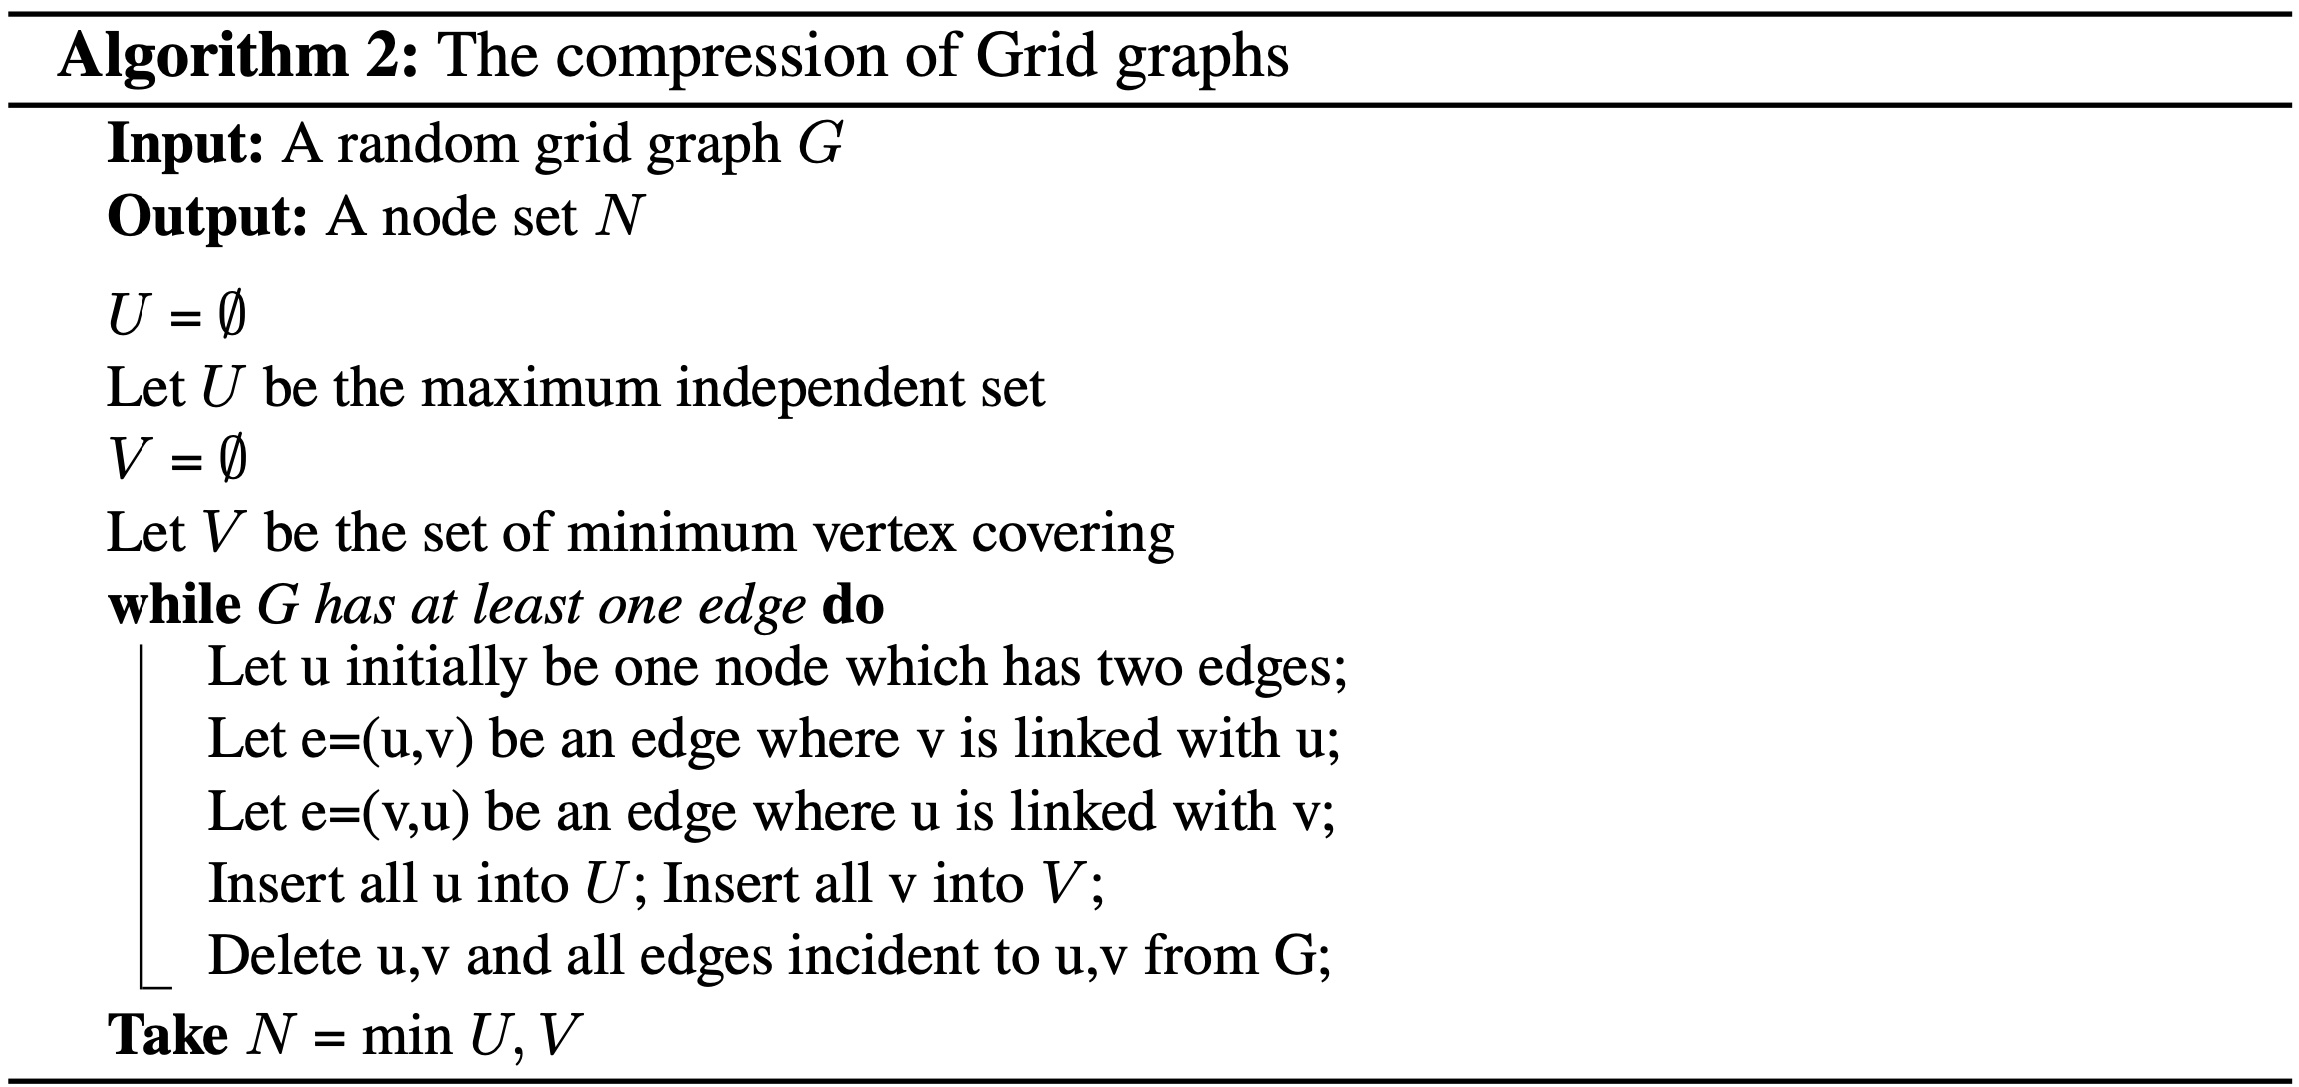 Algorithm 2: The compression of Grid graphs
Input: A random grid graph G
Output: A node set N
U = ∅
Let U be the maximum independent set
V = ∅
Let V be the set of minimum vertex covering
while G has at least one edge do
Let u initially be one node which has two edges;
Let e=(u,v) be an edge where v is linked with u;
Let e=(v,u) be an edge where u is linked with v;
Insert all u into U; Insert all v into V;
Delete u,v and all edges incident to u,v from G;
Take N = min U, V